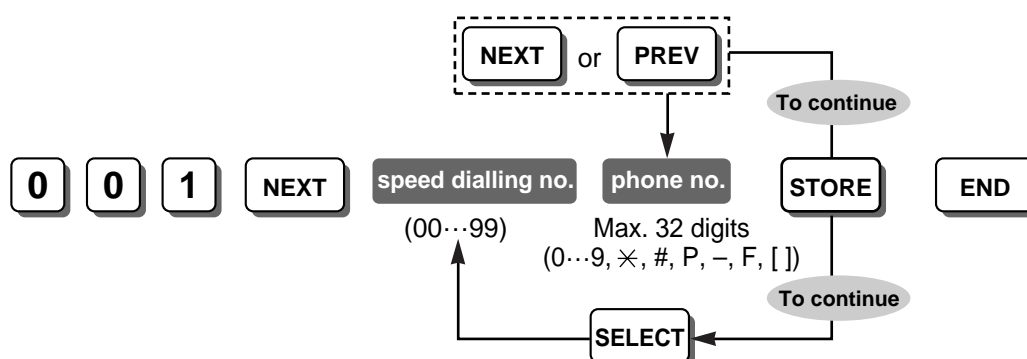 NEXT or PREV
To continue
0 0 1 NEXT speed dialling no. phone no. STORE END
(00···99) Max. 32 digits
(0···9, ✳, #, P, –, F, [ ])
To continue
SELECT